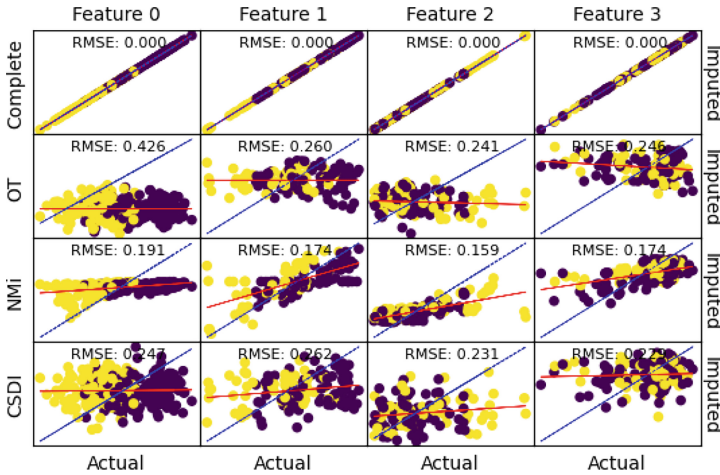 Feature 0 Feature 1 Feature 2 Feature 3
Complete RMSE: 0.000 RMSE: 0.000 RMSE: 0.000 RMSE: 0.000 Imputed
OT RMSE: 0.426 RMSE: 0.260 RMSE: 0.241 RMSE: 0.246 Imputed
NMI RMSE: 0.191 RMSE: 0.174 RMSE: 0.159 RMSE: 0.174 Imputed
CSDI RMSE: 0.247 RMSE: 0.262 RMSE: 0.231 RMSE: Imputed
Actual Actual Actual Actual